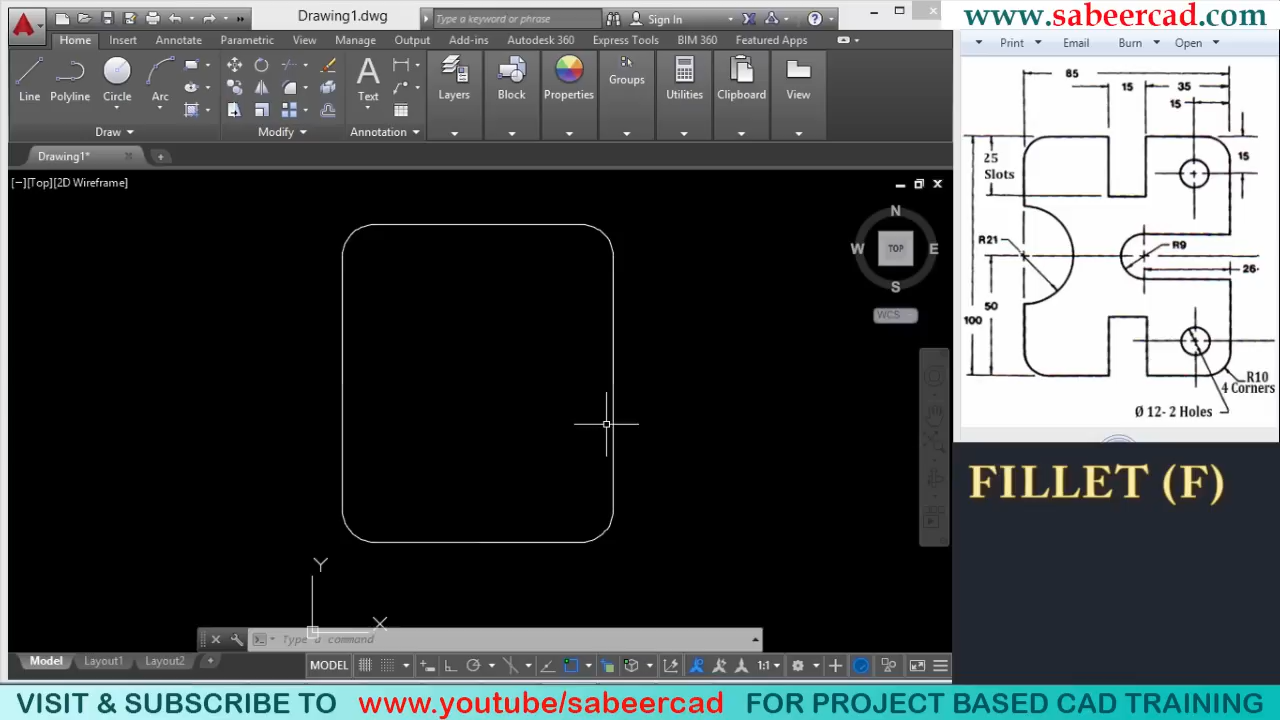 Drawing1.dwg
Type a keyword or phrase
Sign In
www.sabeercad.com
Home Insert Annotate Parametric View Manage Output Add-ins Autodesk 360 Express Tools BIM 360 Featured Apps
Print Email Burn Open
Line Polyline Circle Arc Text Layers Block Properties Groups Utilities Clipboard View
Draw Modify Annotation
Drawing1*
[−][Top][2D Wireframe]
N
W TOP E
S
WCS
85
15 35
15
25
Slots
15
R21
R9
26
50
100
R10
4 Corners
Ø 12- 2 Holes
FILLET (F)
Y
X
Type a command
Model Layout1 Layout2
MODEL
1:1
VISIT & SUBSCRIBE TO www.youtube/sabeercad FOR PROJECT BASED CAD TRAINING